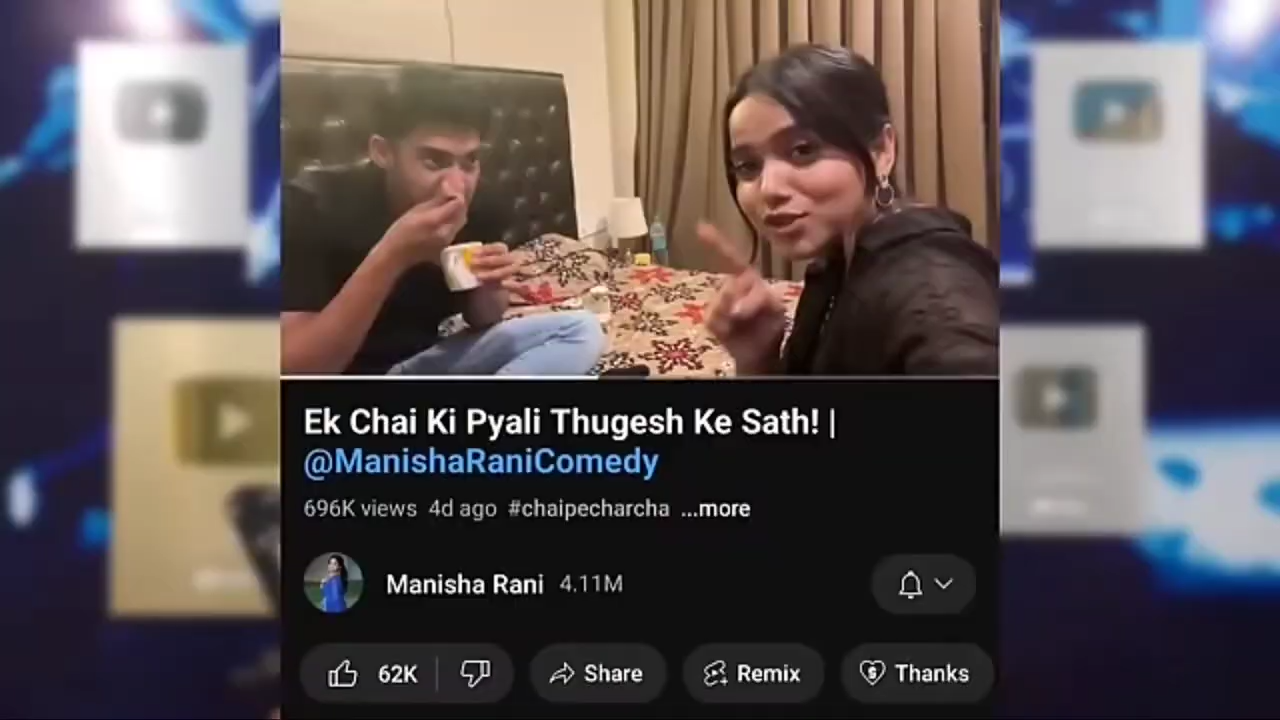 Ek Chai Ki Pyali Thugesh Ke Sath! |
@ManishaRaniComedy
696K views 4d ago #chaipecharcha ...more
Manisha Rani 4.11M
62K Share Remix Thanks